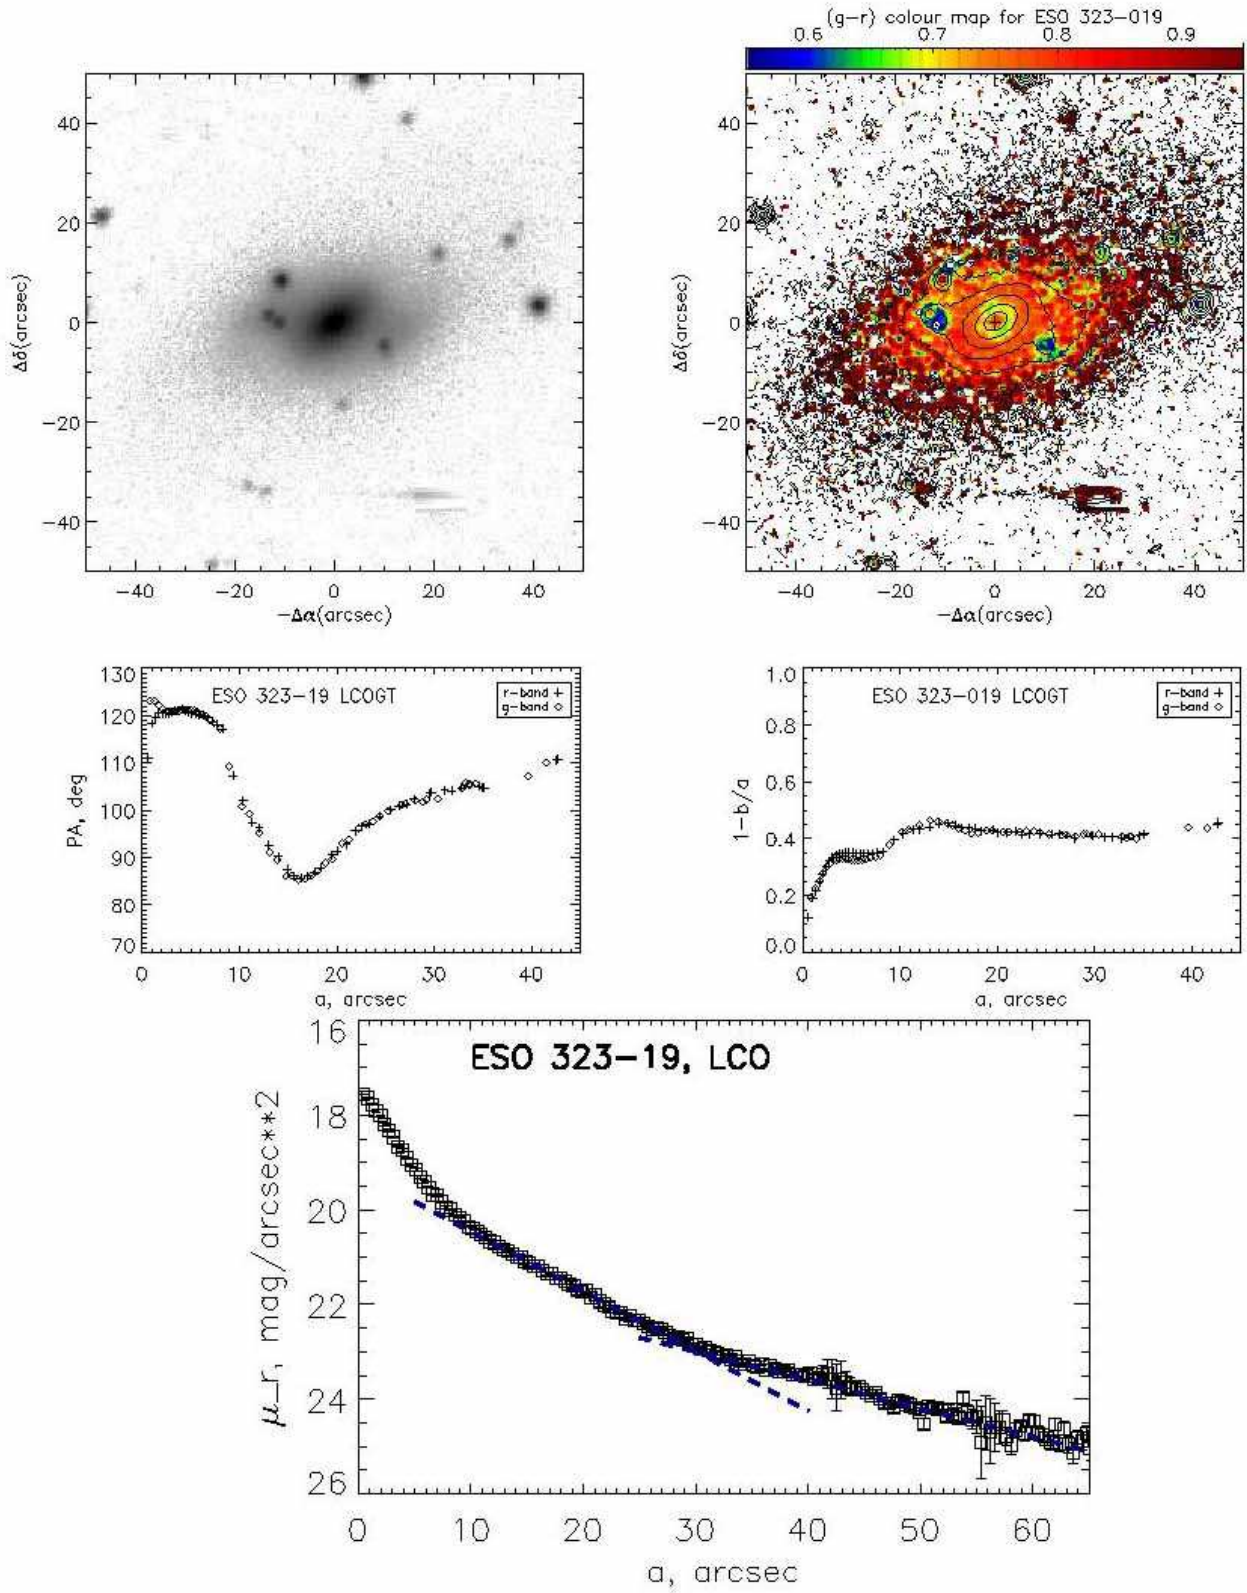 (g-r) colour map for ESO 323-019
0.6 0.7 0.8 0.9
Δδ(arcsec)
40
20
0
-20
-40
-40 -20 0 20 40
-Δα(arcsec)
Δδ(arcsec)
40
20
0
-20
-40
-40 -20 0 20 40
-Δα(arcsec)
PA, deg
130
120
110
100
90
80
70
ESO 323-19 LCOGT
r-band +
g-band ◇
0 10 20 30 40
a, arcsec
1-b/a
1.0
0.8
0.6
0.4
0.2
0.0
ESO 323-019 LCOGT
r-band +
g-band ◇
0 10 20 30 40
a, arcsec
μ_r, mag/arcsec**2
16
18
20
22
24
26
ESO 323-19, LCO
0 10 20 30 40 50 60
a, arcsec